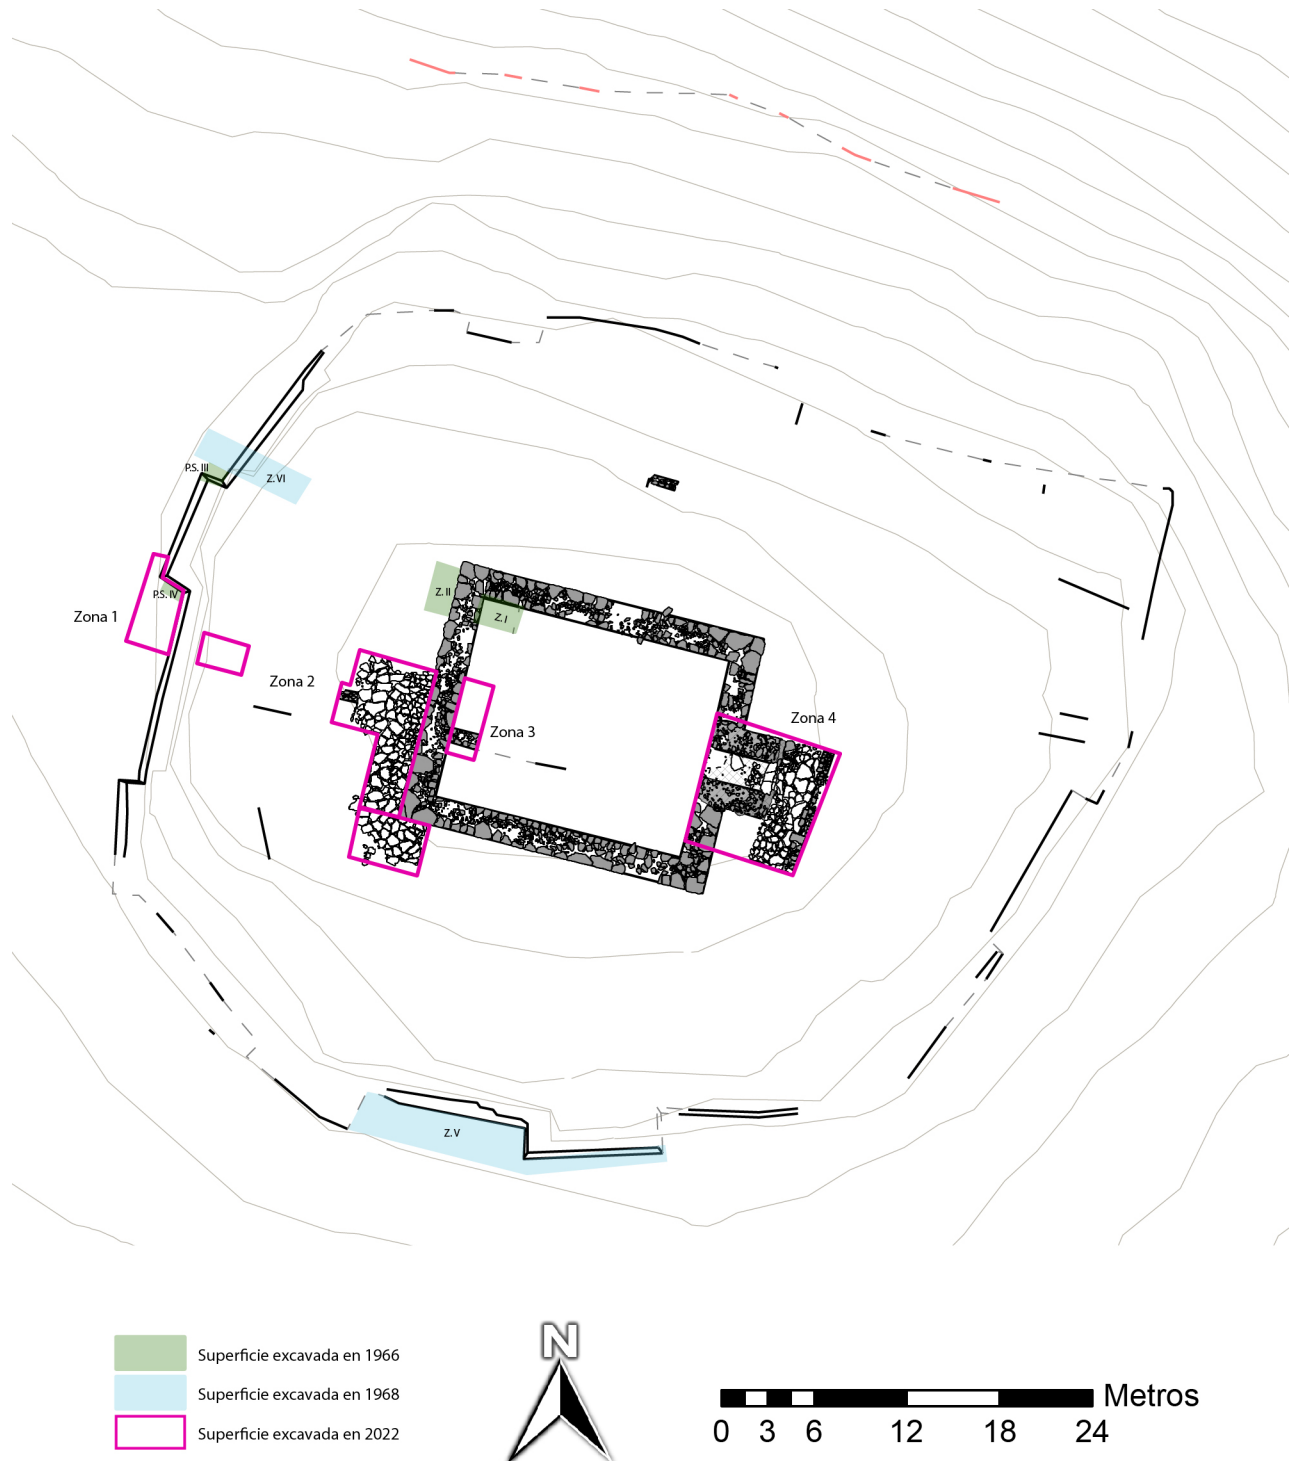 P.S. III
Z. VI
Z. II
P.S. IV
Zona 1
Z. I
Zona 2
Zona 3
Zona 4
Z. V
N
Superficie excavada en 1966
Superficie excavada en 1968
Superficie excavada en 2022
Metros
0 3 6 12 18 24